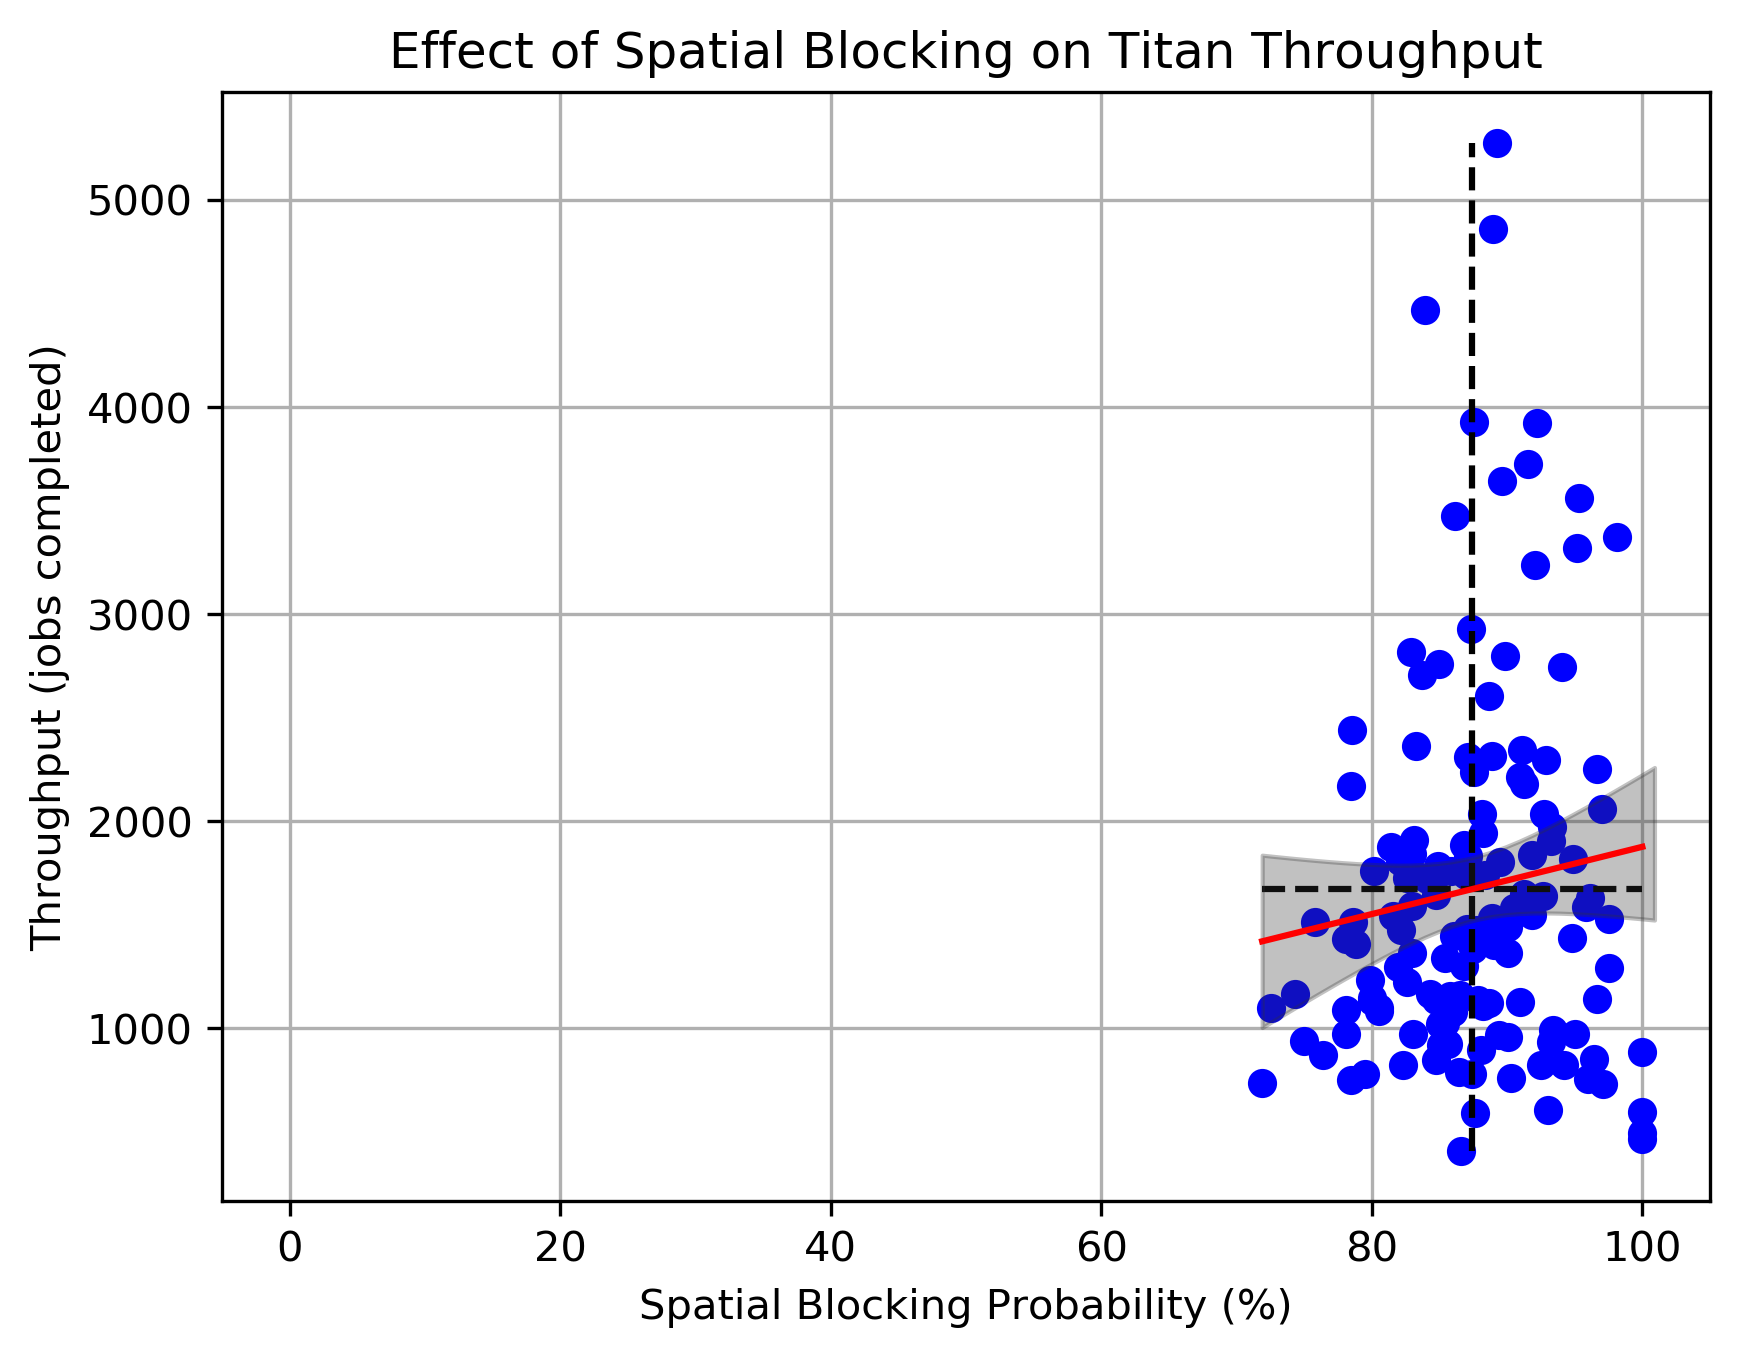 Effect of Spatial Blocking on Titan Throughput
Throughput (jobs completed)
5000
4000
3000
2000
1000
0 20 40 60 80 100
Spatial Blocking Probability (%)